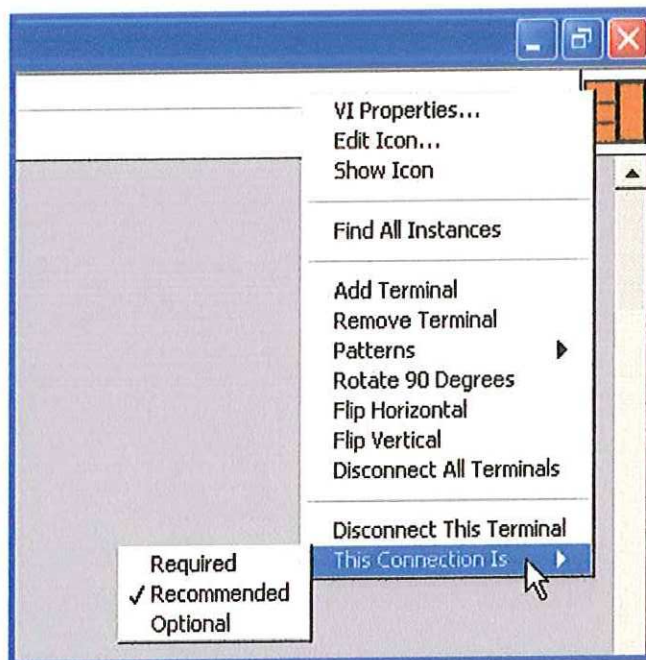 VI Properties...
Edit Icon...
Show Icon
Find All Instances
Add Terminal
Remove Terminal
Patterns
Rotate 90 Degrees
Flip Horizontal
Flip Vertical
Disconnect All Terminals
Disconnect This Terminal
This Connection Is
Required
Recommended
Optional